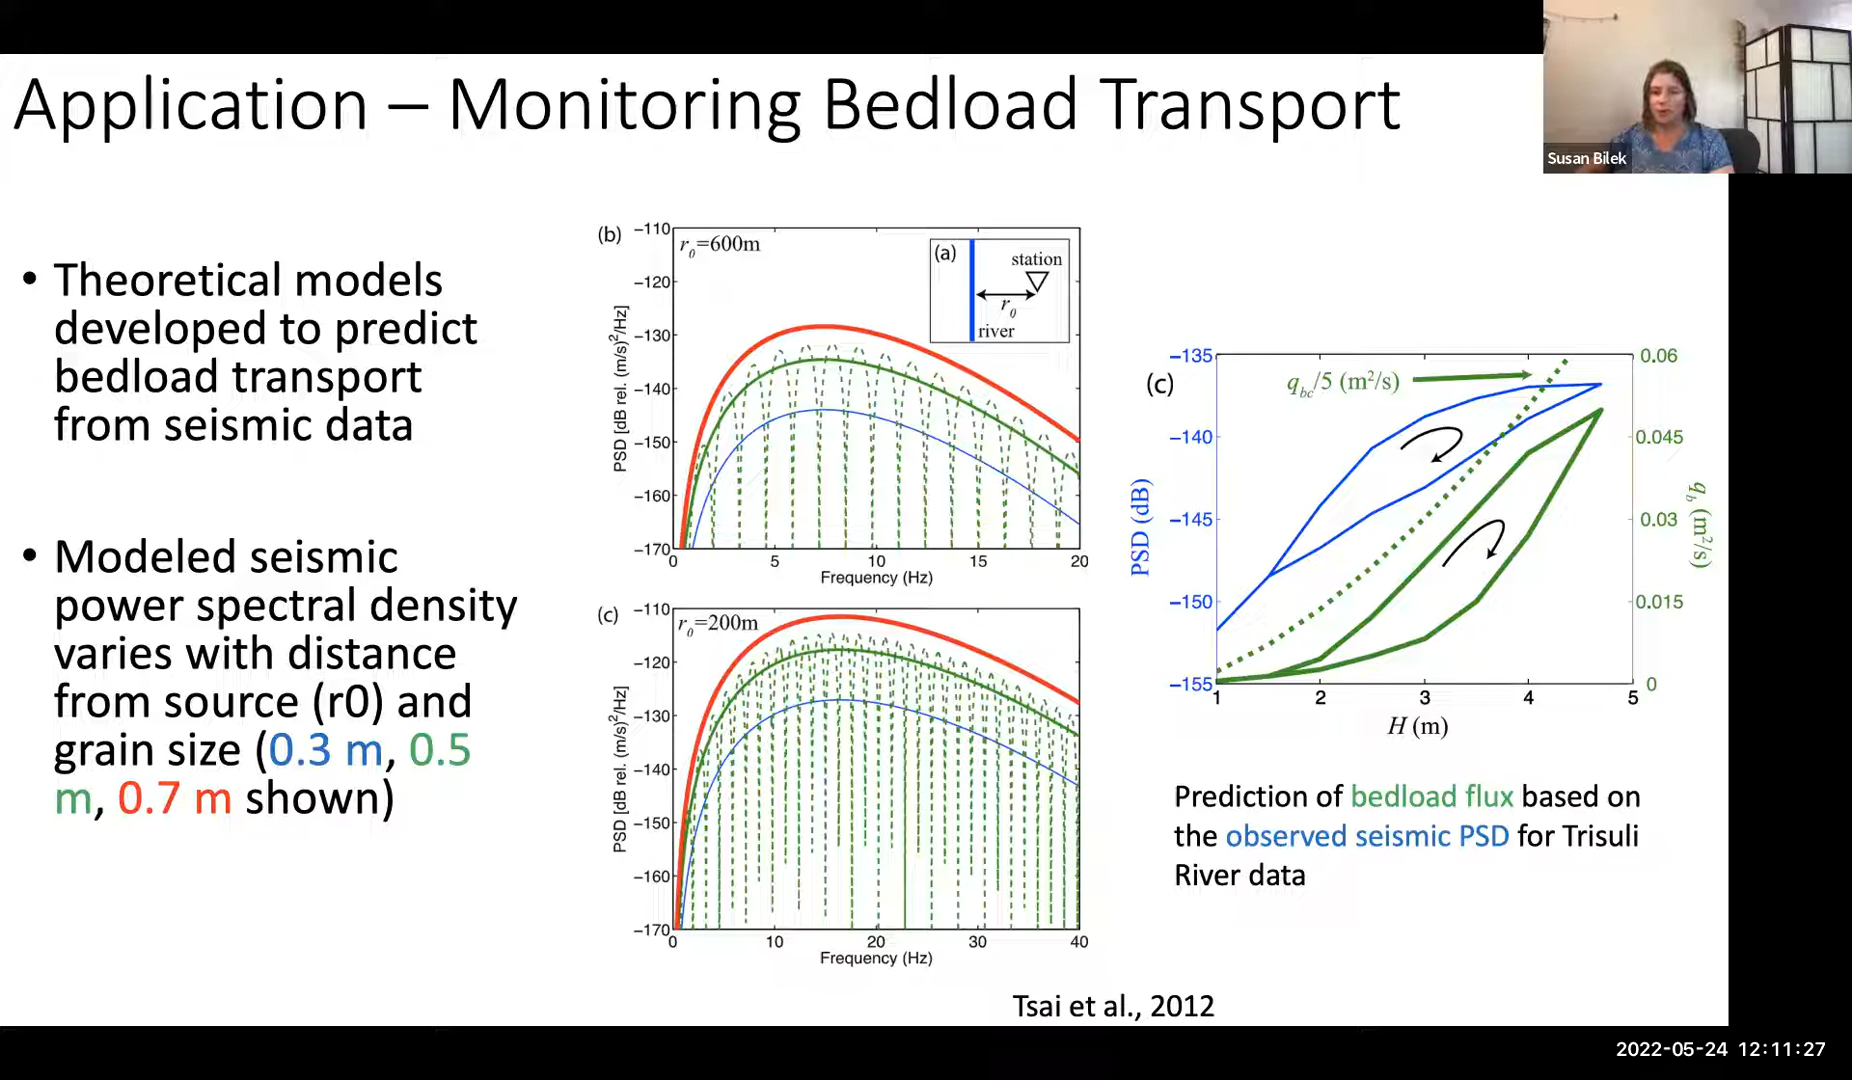 Application – Monitoring Bedload Transport
Susan Bilek
• Theoretical models
developed to predict
bedload transport
from seismic data
• Modeled seismic
power spectral density
varies with distance
from source (r0) and
grain size (0.3 m, 0.5
m, 0.7 m shown)
(b)
r₀=600m
(a)
station
r₀
river
PSD [dB rel. (m/s)²/Hz]
−110
−120
−130
−140
−150
−160
−170
0 5 10 15 20
Frequency (Hz)
(c)
r₀=200m
PSD [dB rel. (m/s)²/Hz]
−110
−120
−130
−140
−150
−160
−170
0 10 20 30 40
Frequency (Hz)
(c)
q_bc/5 (m²/s)
PSD (dB)
−135
−140
−145
−150
−155
0.06
0.045
0.03
0.015
0
q_b (m²/s)
1 2 3 4 5
H (m)
Prediction of bedload flux based on
the observed seismic PSD for Trisuli
River data
Tsai et al., 2012
2022-05-24 12:11:27